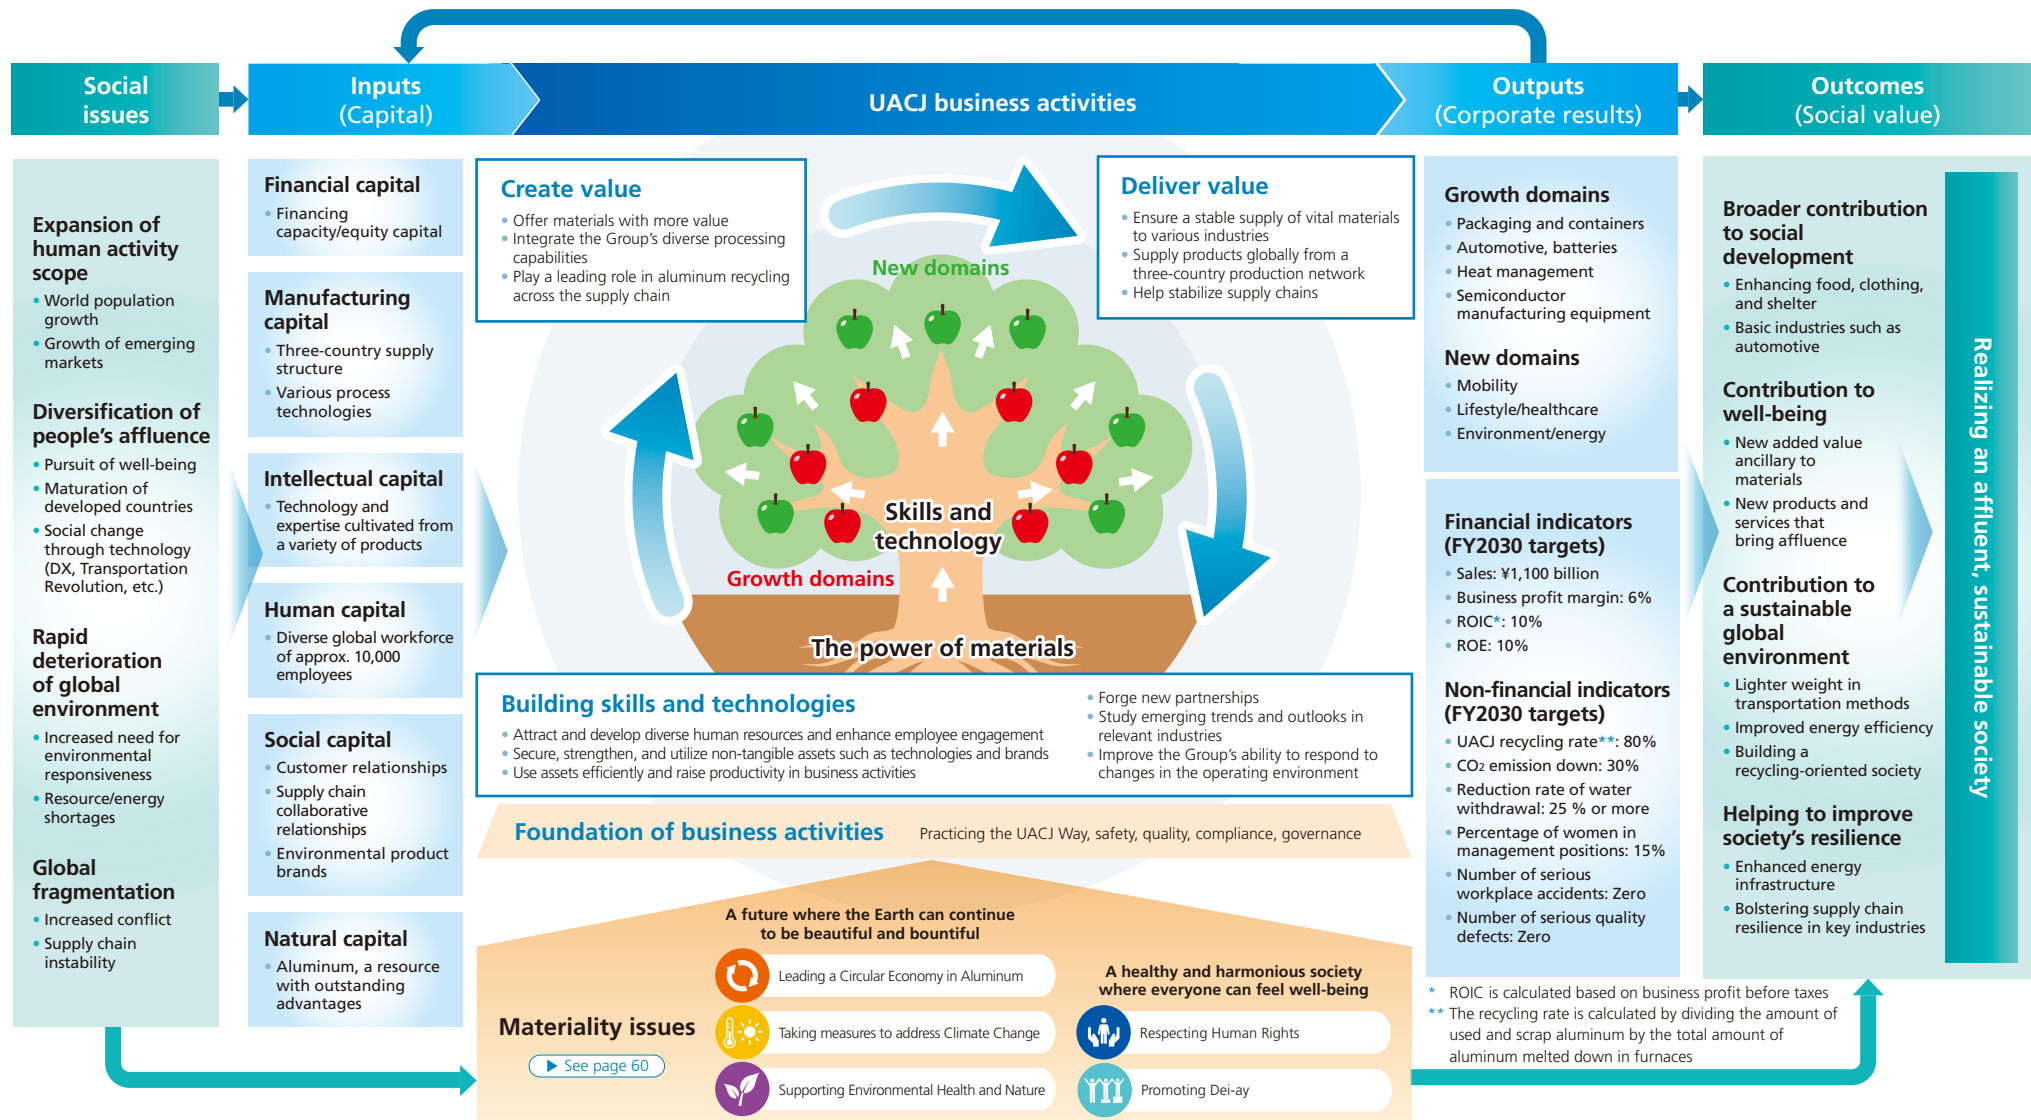 Social
issues
Inputs
(Capital)
UACJ business activities
Outputs
(Corporate results)
Outcomes
(Social value)
Expansion of
human activity
scope
• World population
growth
• Growth of emerging
markets
Diversification of
people's affluence
• Pursuit of well-being
• Maturation of
developed countries
• Social change
through technology
(DX, Transportation
Revolution, etc.)
Rapid
deterioration
of global
environment
• Increased need for
environmental
responsiveness
• Resource/energy
shortages
Global
fragmentation
• Increased conflict
• Supply chain
instability
Financial capital
• Financing
capacity/equity capital
Manufacturing
capital
• Three-country supply
structure
• Various process
technologies
Intellectual capital
• Technology and
expertise cultivated from
a variety of products
Human capital
• Diverse global workforce
of approx. 10,000
employees
Social capital
• Customer relationships
• Supply chain
collaborative
relationships
• Environmental product
brands
Natural capital
• Aluminum, a resource
with outstanding
advantages
Create value
• Offer materials with more value
• Integrate the Group's diverse processing
capabilities
• Play a leading role in aluminum recycling
across the supply chain
Deliver value
• Ensure a stable supply of vital materials
to various industries
• Supply products globally from a
three-country production network
• Help stabilize supply chains
New domains
Skills and
technology
Growth domains
The power of materials
Building skills and technologies
• Attract and develop diverse human resources and enhance employee engagement
• Secure, strengthen, and utilize non-tangible assets such as technologies and brands
• Use assets efficiently and raise productivity in business activities
• Forge new partnerships
• Study emerging trends and outlooks in
relevant industries
• Improve the Group's ability to respond to
changes in the operating environment
Foundation of business activities
Practicing the UACJ Way, safety, quality, compliance, governance
Materiality issues
▶ See page 60
A future where the Earth can continue
to be beautiful and bountiful
Leading a Circular Economy in Aluminum
Taking measures to address Climate Change
Supporting Environmental Health and Nature
A healthy and harmonious society
where everyone can feel well-being
Respecting Human Rights
Promoting Dei-ay
Growth domains
• Packaging and containers
• Automotive, batteries
• Heat management
• Semiconductor
manufacturing equipment
New domains
• Mobility
• Lifestyle/healthcare
• Environment/energy
Financial indicators
(FY2030 targets)
• Sales: ¥1,100 billion
• Business profit margin: 6%
• ROIC*: 10%
• ROE: 10%
Non-financial indicators
(FY2030 targets)
• UACJ recycling rate**: 80%
• CO2 emission down: 30%
• Reduction rate of water
withdrawal: 25 % or more
• Percentage of women in
management positions: 15%
• Number of serious
workplace accidents: Zero
• Number of serious quality
defects: Zero
* ROIC is calculated based on business profit before taxes
** The recycling rate is calculated by dividing the amount of
used and scrap aluminum by the total amount of
aluminum melted down in furnaces
Broader contribution
to social
development
• Enhancing food, clothing,
and shelter
• Basic industries such as
automotive
Contribution to
well-being
• New added value
ancillary to
materials
• New products and
services that
bring affluence
Contribution to
a sustainable
global
environment
• Lighter weight in
transportation methods
• Improved energy efficiency
• Building a
recycling-oriented society
Helping to improve
society's resilience
• Enhanced energy
infrastructure
• Bolstering supply chain
resilience in key industries
Realizing an affluent, sustainable society